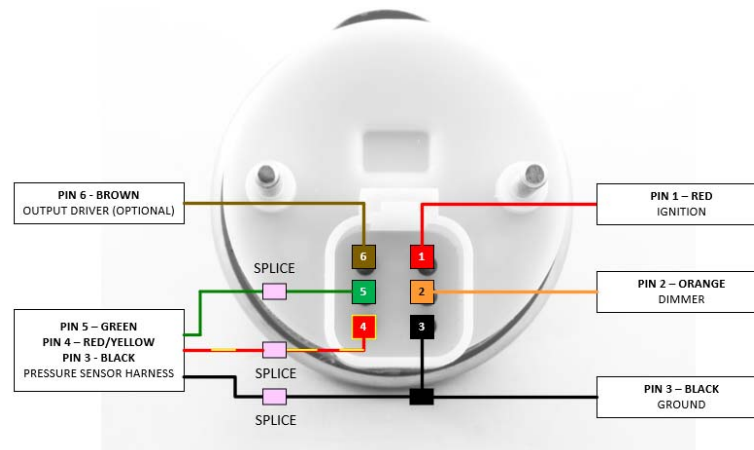 PIN 6 - BROWN
OUTPUT DRIVER (OPTIONAL)
PIN 1 – RED
IGNITION
6
1
SPLICE
5
2
PIN 2 – ORANGE
DIMMER
4
3
PIN 5 – GREEN
PIN 4 – RED/YELLOW
PIN 3 - BLACK
PRESSURE SENSOR HARNESS
SPLICE
SPLICE
PIN 3 – BLACK
GROUND